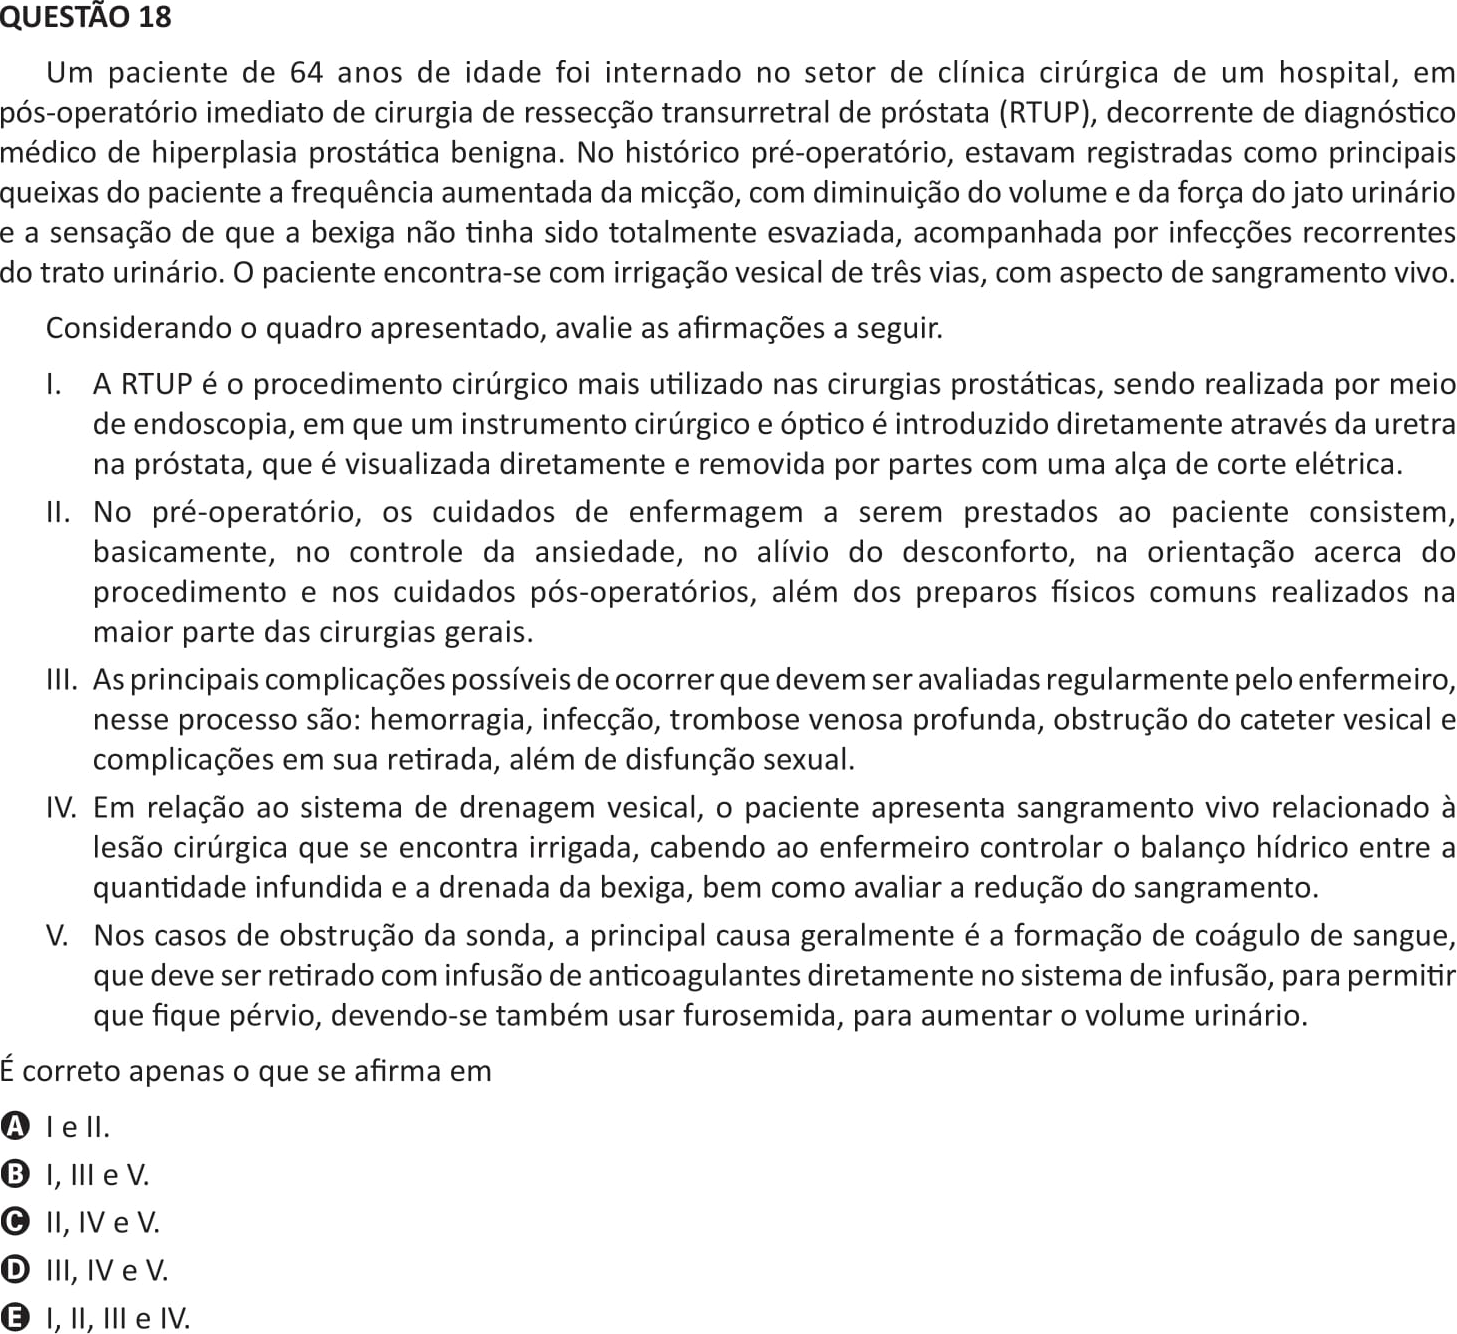 QUESTÃO 18
Um paciente de 64 anos de idade foi internado no setor de clínica cirúrgica de um hospital, em
pós-operatório imediato de cirurgia de ressecção transurretral de próstata (RTUP), decorrente de diagnóstico
médico de hiperplasia prostática benigna. No histórico pré-operatório, estavam registradas como principais
queixas do paciente a frequência aumentada da micção, com diminuição do volume e da força do jato urinário
e a sensação de que a bexiga não tinha sido totalmente esvaziada, acompanhada por infecções recorrentes
do trato urinário. O paciente encontra-se com irrigação vesical de três vias, com aspecto de sangramento vivo.
Considerando o quadro apresentado, avalie as afirmações a seguir.
I. A RTUP é o procedimento cirúrgico mais utilizado nas cirurgias prostáticas, sendo realizada por meio
de endoscopia, em que um instrumento cirúrgico e óptico é introduzido diretamente através da uretra
na próstata, que é visualizada diretamente e removida por partes com uma alça de corte elétrica.
II. No pré-operatório, os cuidados de enfermagem a serem prestados ao paciente consistem,
basicamente, no controle da ansiedade, no alívio do desconforto, na orientação acerca do
procedimento e nos cuidados pós-operatórios, além dos preparos físicos comuns realizados na
maior parte das cirurgias gerais.
III. As principais complicações possíveis de ocorrer que devem ser avaliadas regularmente pelo enfermeiro,
nesse processo são: hemorragia, infecção, trombose venosa profunda, obstrução do cateter vesical e
complicações em sua retirada, além de disfunção sexual.
IV. Em relação ao sistema de drenagem vesical, o paciente apresenta sangramento vivo relacionado à
lesão cirúrgica que se encontra irrigada, cabendo ao enfermeiro controlar o balanço hídrico entre a
quantidade infundida e a drenada da bexiga, bem como avaliar a redução do sangramento.
V. Nos casos de obstrução da sonda, a principal causa geralmente é a formação de coágulo de sangue,
que deve ser retirado com infusão de anticoagulantes diretamente no sistema de infusão, para permitir
que fique pérvio, devendo-se também usar furosemida, para aumentar o volume urinário.
É correto apenas o que se afirma em
A I e II.
B I, III e V.
C II, IV e V.
D III, IV e V.
E I, II, III e IV.